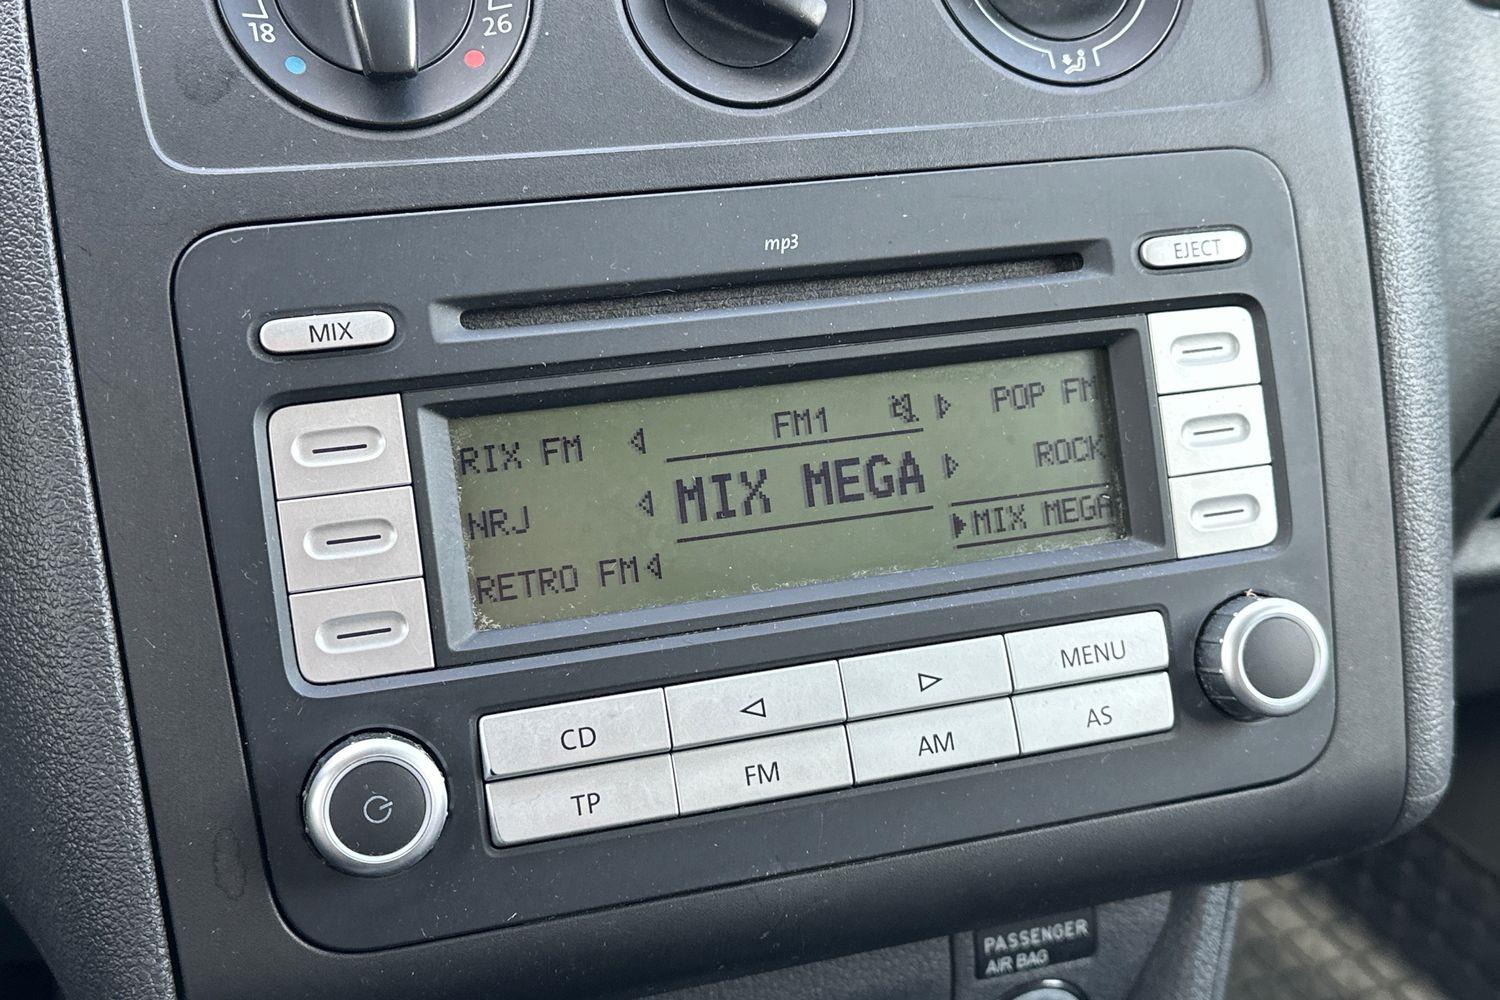 18
26
mp3
EJECT
MIX
RIX FM
FM1
POP FM
NRJ
MIX MEGA
ROCK
RETRO FM
MIX MEGA
CD
MENU
TP
FM
AM
AS
PASSENGER
AIR BAG